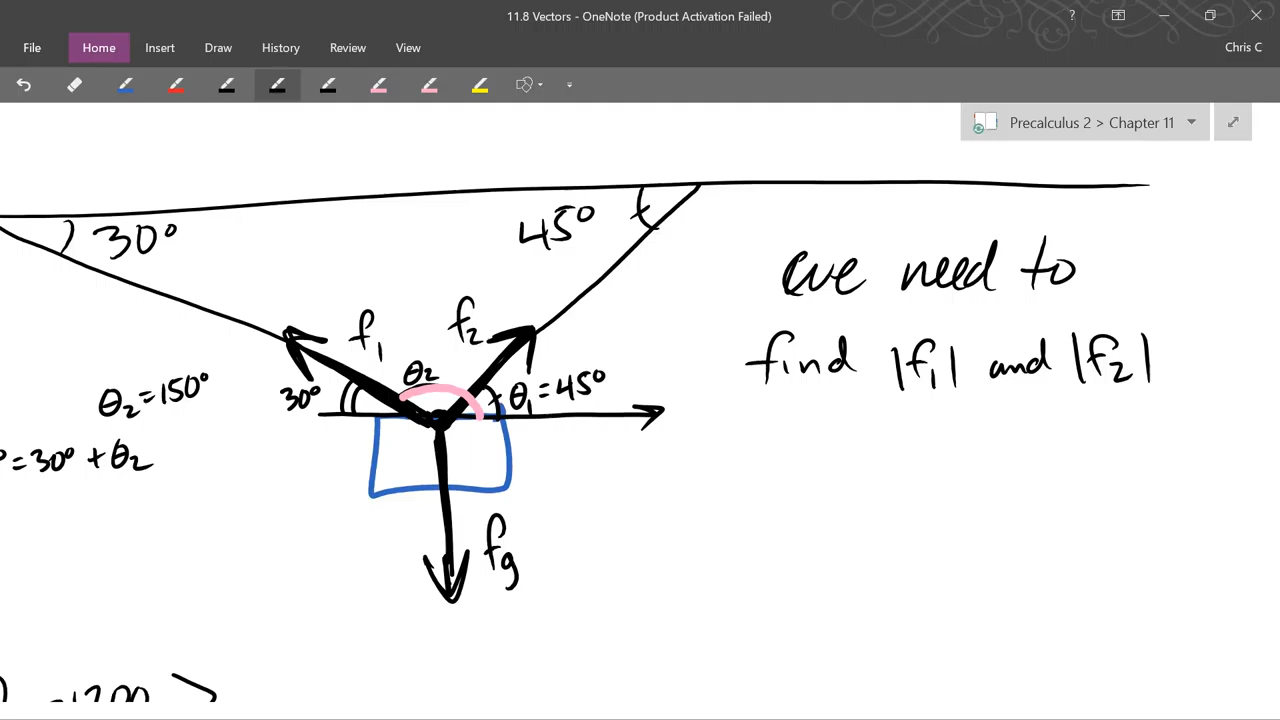 11.8 Vectors - OneNote (Product Activation Failed)
?
File Home Insert Draw History Review View
Chris C
Precalculus 2 > Chapter 11
30°
45°
we need to
find |f₁| and |f₂|
f₁
f₂
θ₂
30°
θ₁ = 45°
θ₂ = 150°
° = 30° + θ₂
f_g
-1200 >